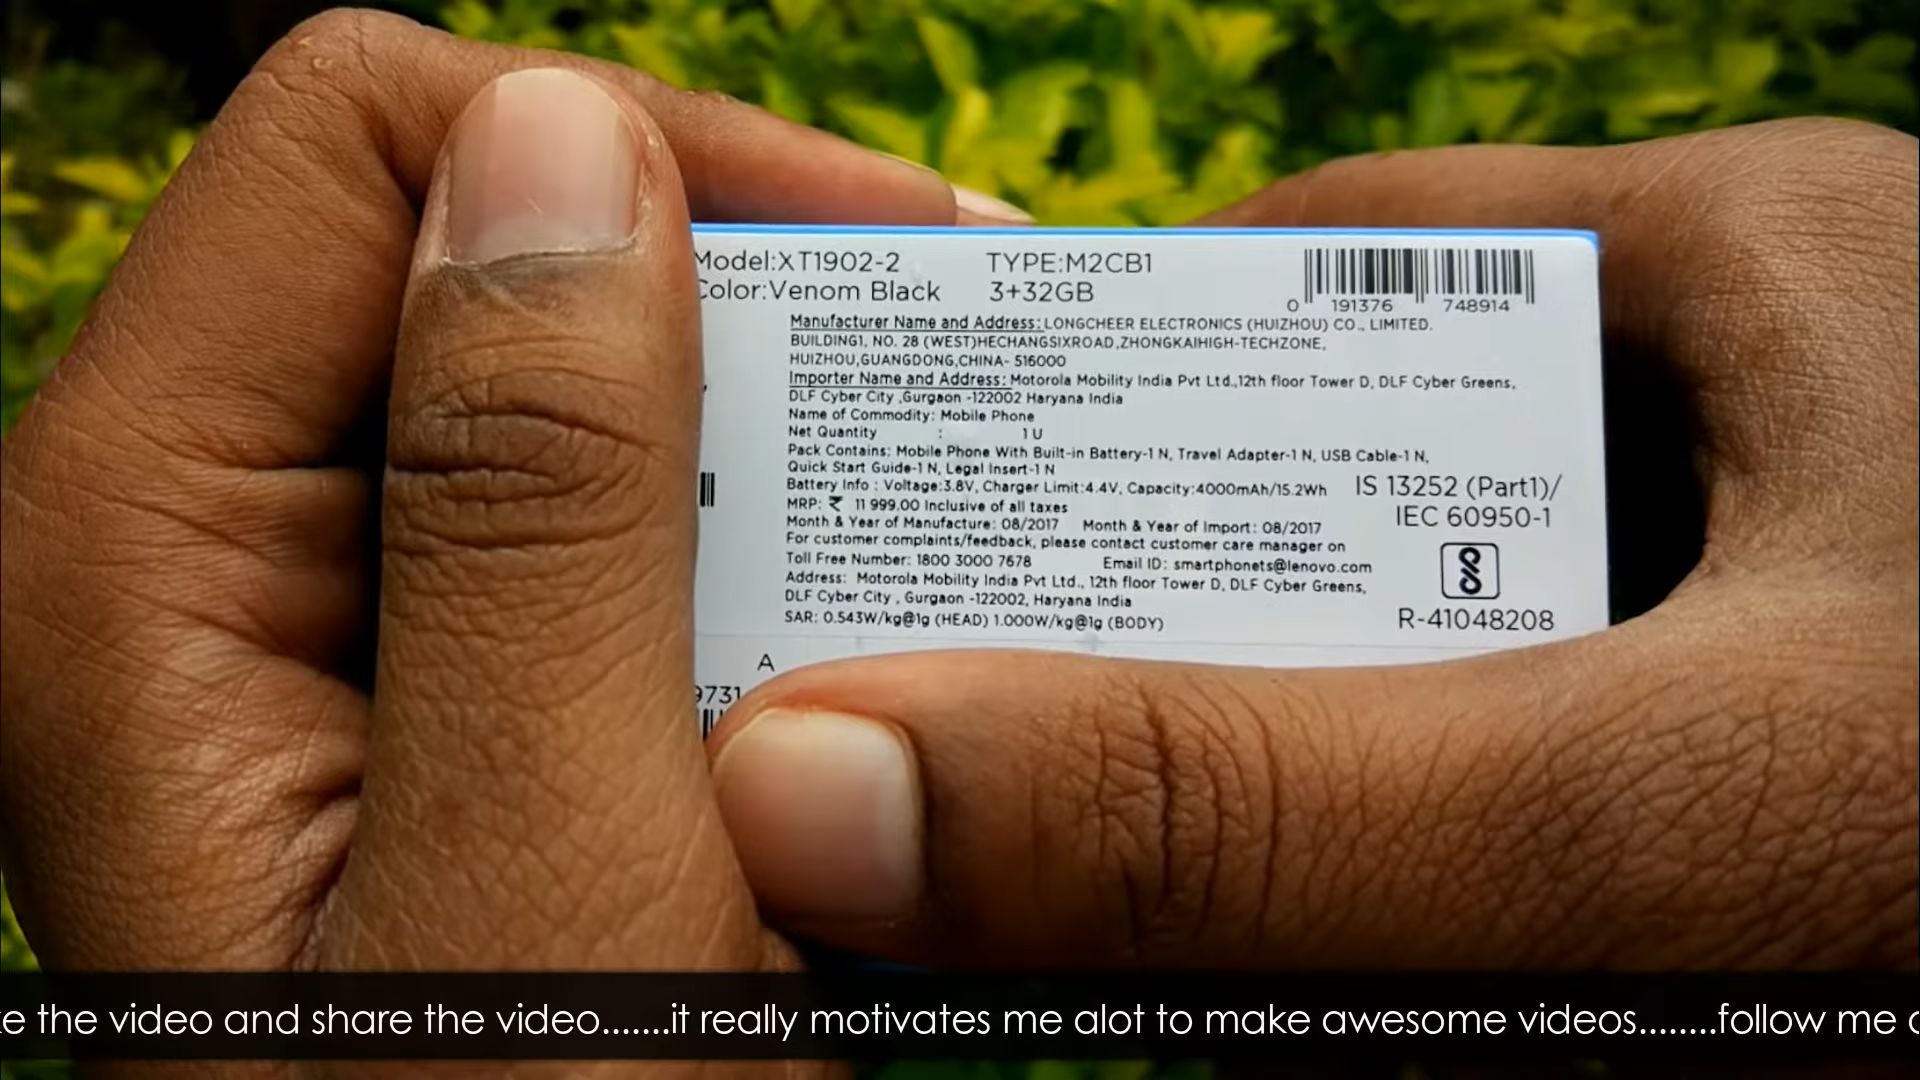 Model:XT1902-2 TYPE:M2CB1
Color:Venom Black 3+32GB
0 191376 748914
Manufacturer Name and Address: LONGCHEER ELECTRONICS (HUIZHOU) CO., LIMITED.
BUILDING1, NO. 28 (WEST)HECHANGSIXROAD,ZHONGKAIHIGH-TECHZONE,
HUIZHOU,GUANGDONG,CHINA- 516000
Importer Name and Address: Motorola Mobility India Pvt Ltd.,12th floor Tower D, DLF Cyber Greens,
DLF Cyber City ,Gurgaon -122002 Haryana India
Name of Commodity: Mobile Phone
Net Quantity : 1 U
Pack Contains: Mobile Phone With Built-in Battery-1 N, Travel Adapter-1 N, USB Cable-1 N,
Quick Start Guide-1 N, Legal Insert-1 N
Battery Info : Voltage:3.8V, Charger Limit:4.4V, Capacity:4000mAh/15.2Wh
MRP: ₹ 11 999.00 Inclusive of all taxes
Month & Year of Manufacture: 08/2017 Month & Year of Import: 08/2017
For customer complaints/feedback, please contact customer care manager on
Toll Free Number: 1800 3000 7678 Email ID: smartphonets@lenovo.com
Address: Motorola Mobility India Pvt Ltd., 12th floor Tower D, DLF Cyber Greens,
DLF Cyber City , Gurgaon -122002, Haryana India
SAR: 0.543W/kg@1g (HEAD) 1.000W/kg@1g (BODY)
IS 13252 (Part1)/
IEC 60950-1
R-41048208
A
9731
the video and share the video.......it really motivates me alot to make awesome videos........follow me